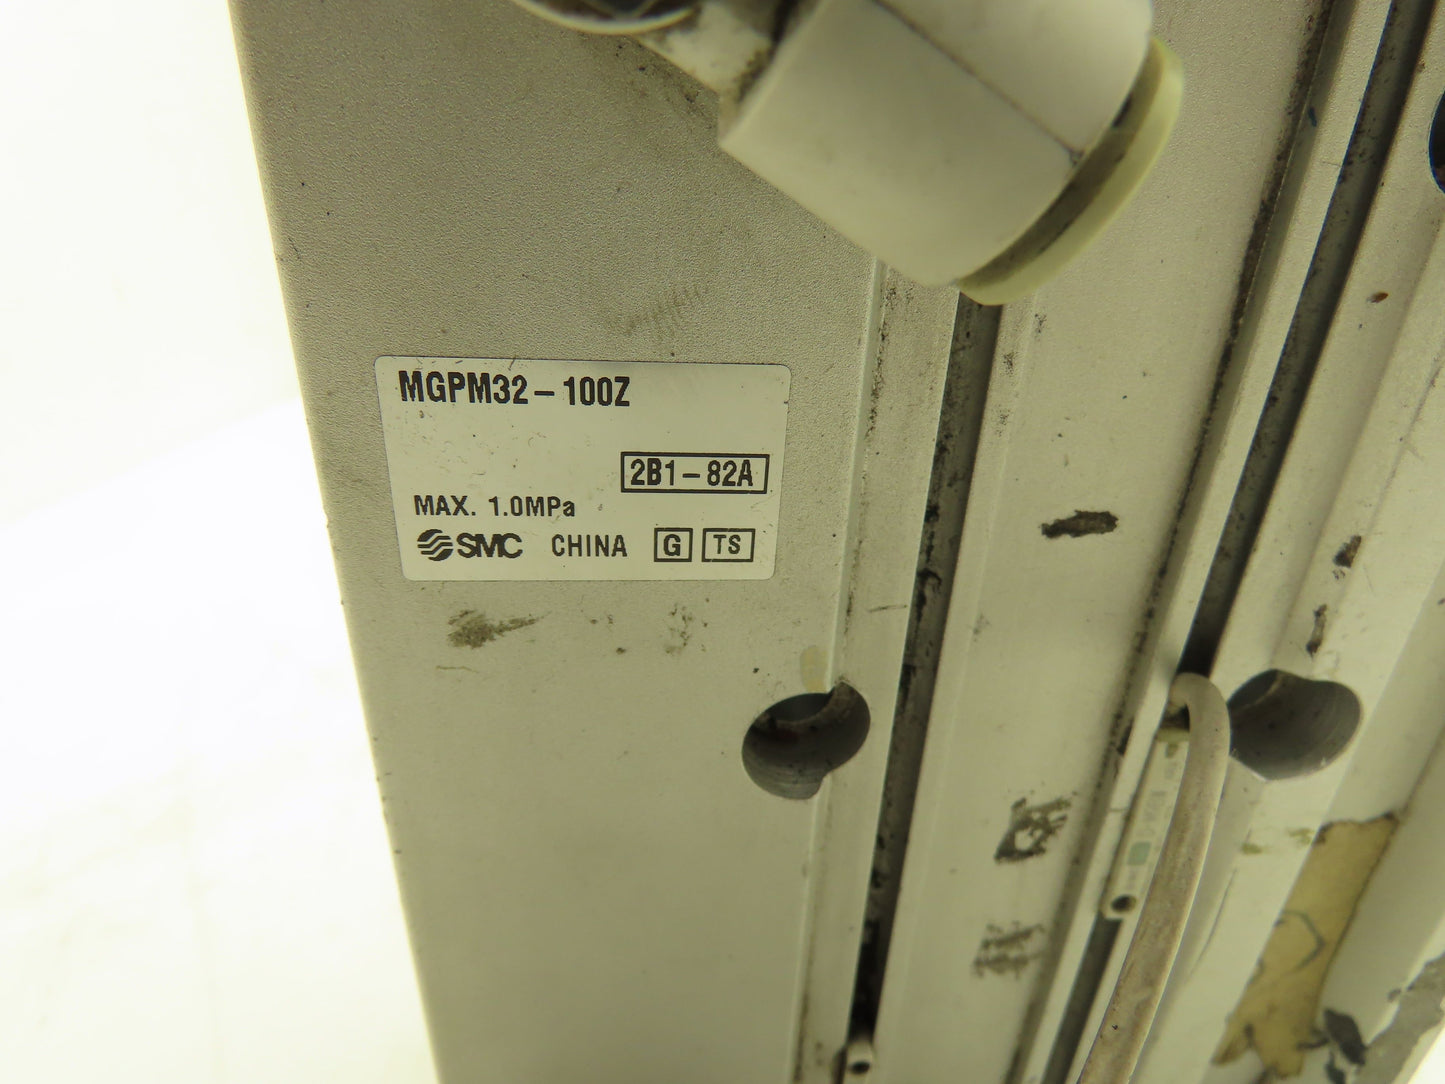 MGPM32-100Z
2B1-82A
MAX. 1.0MPa
SMC CHINA G TS